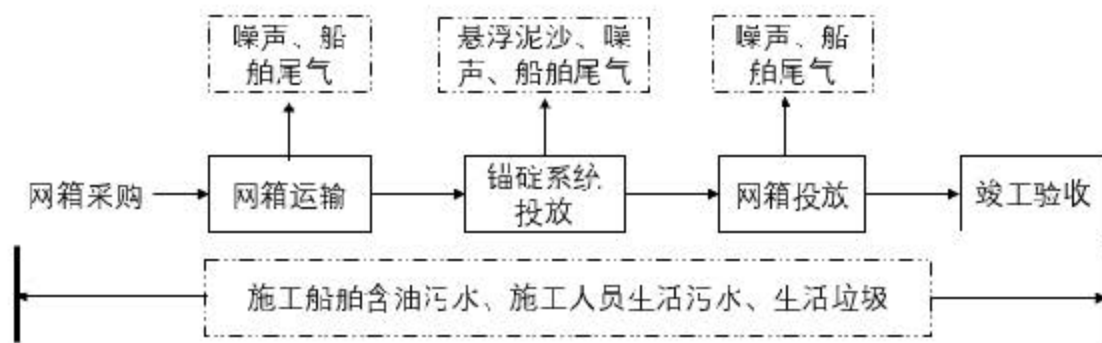 噪声、船
舶尾气
悬浮泥沙、噪
声、船舶尾气
噪声、船
舶尾气
网箱采购
网箱运输
锚碇系统
投放
网箱投放
竣工验收
施工船舶含油污水、施工人员生活污水、生活垃圾